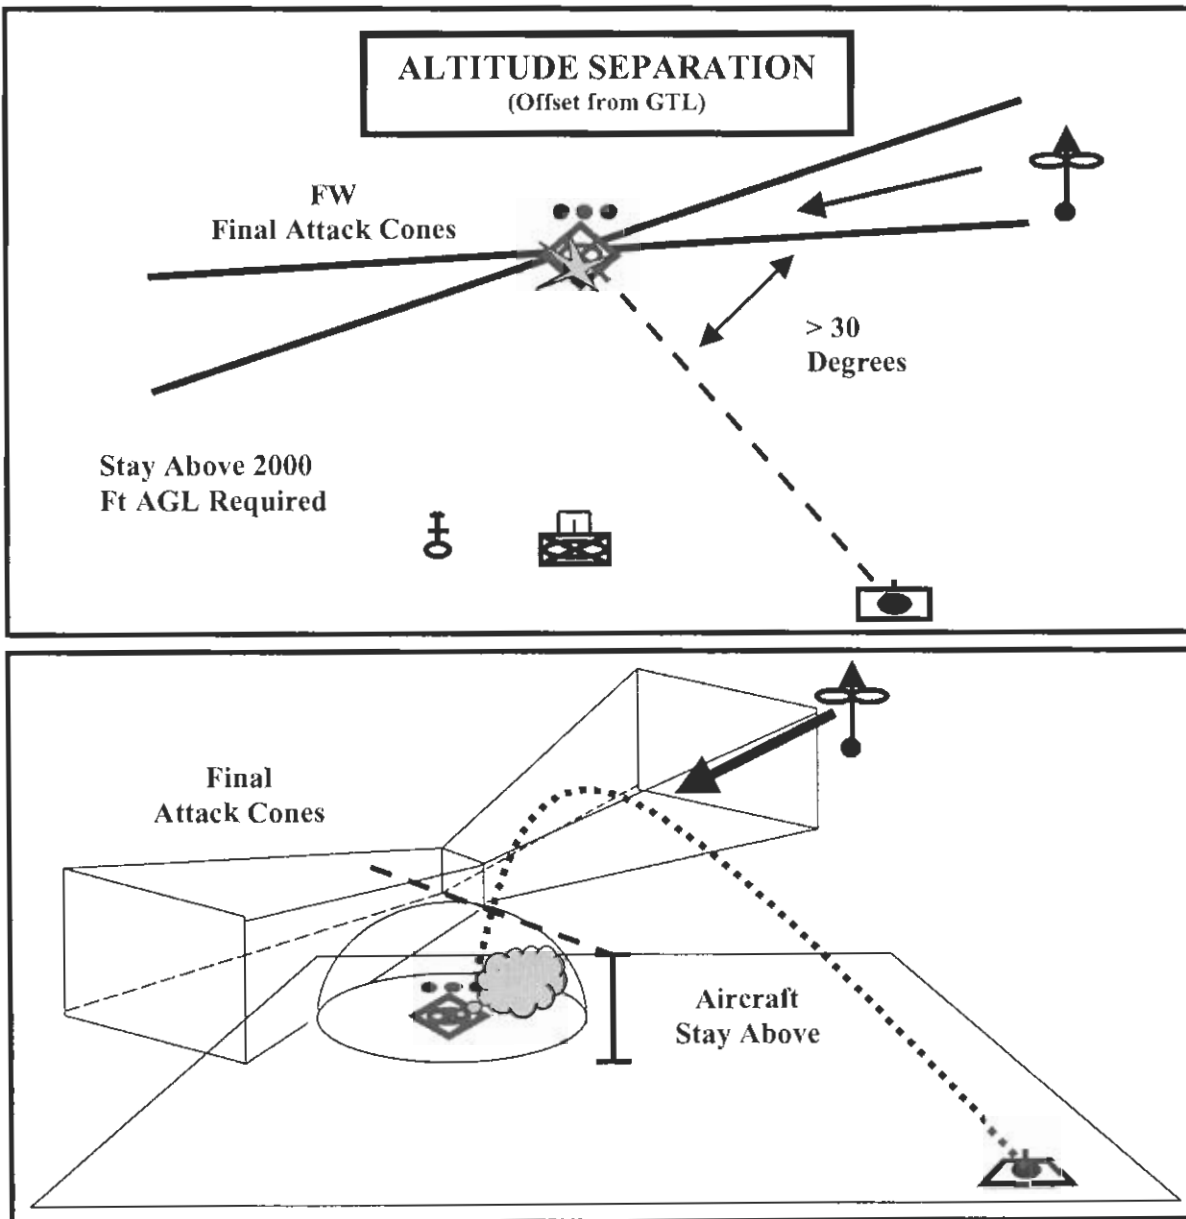 ALTITUDE SEPARATION
(Offset from GTL)
FW
Final Attack Cones
> 30
Degrees
Stay Above 2000
Ft AGL Required
Final
Attack Cones
Aircraft
Stay Above